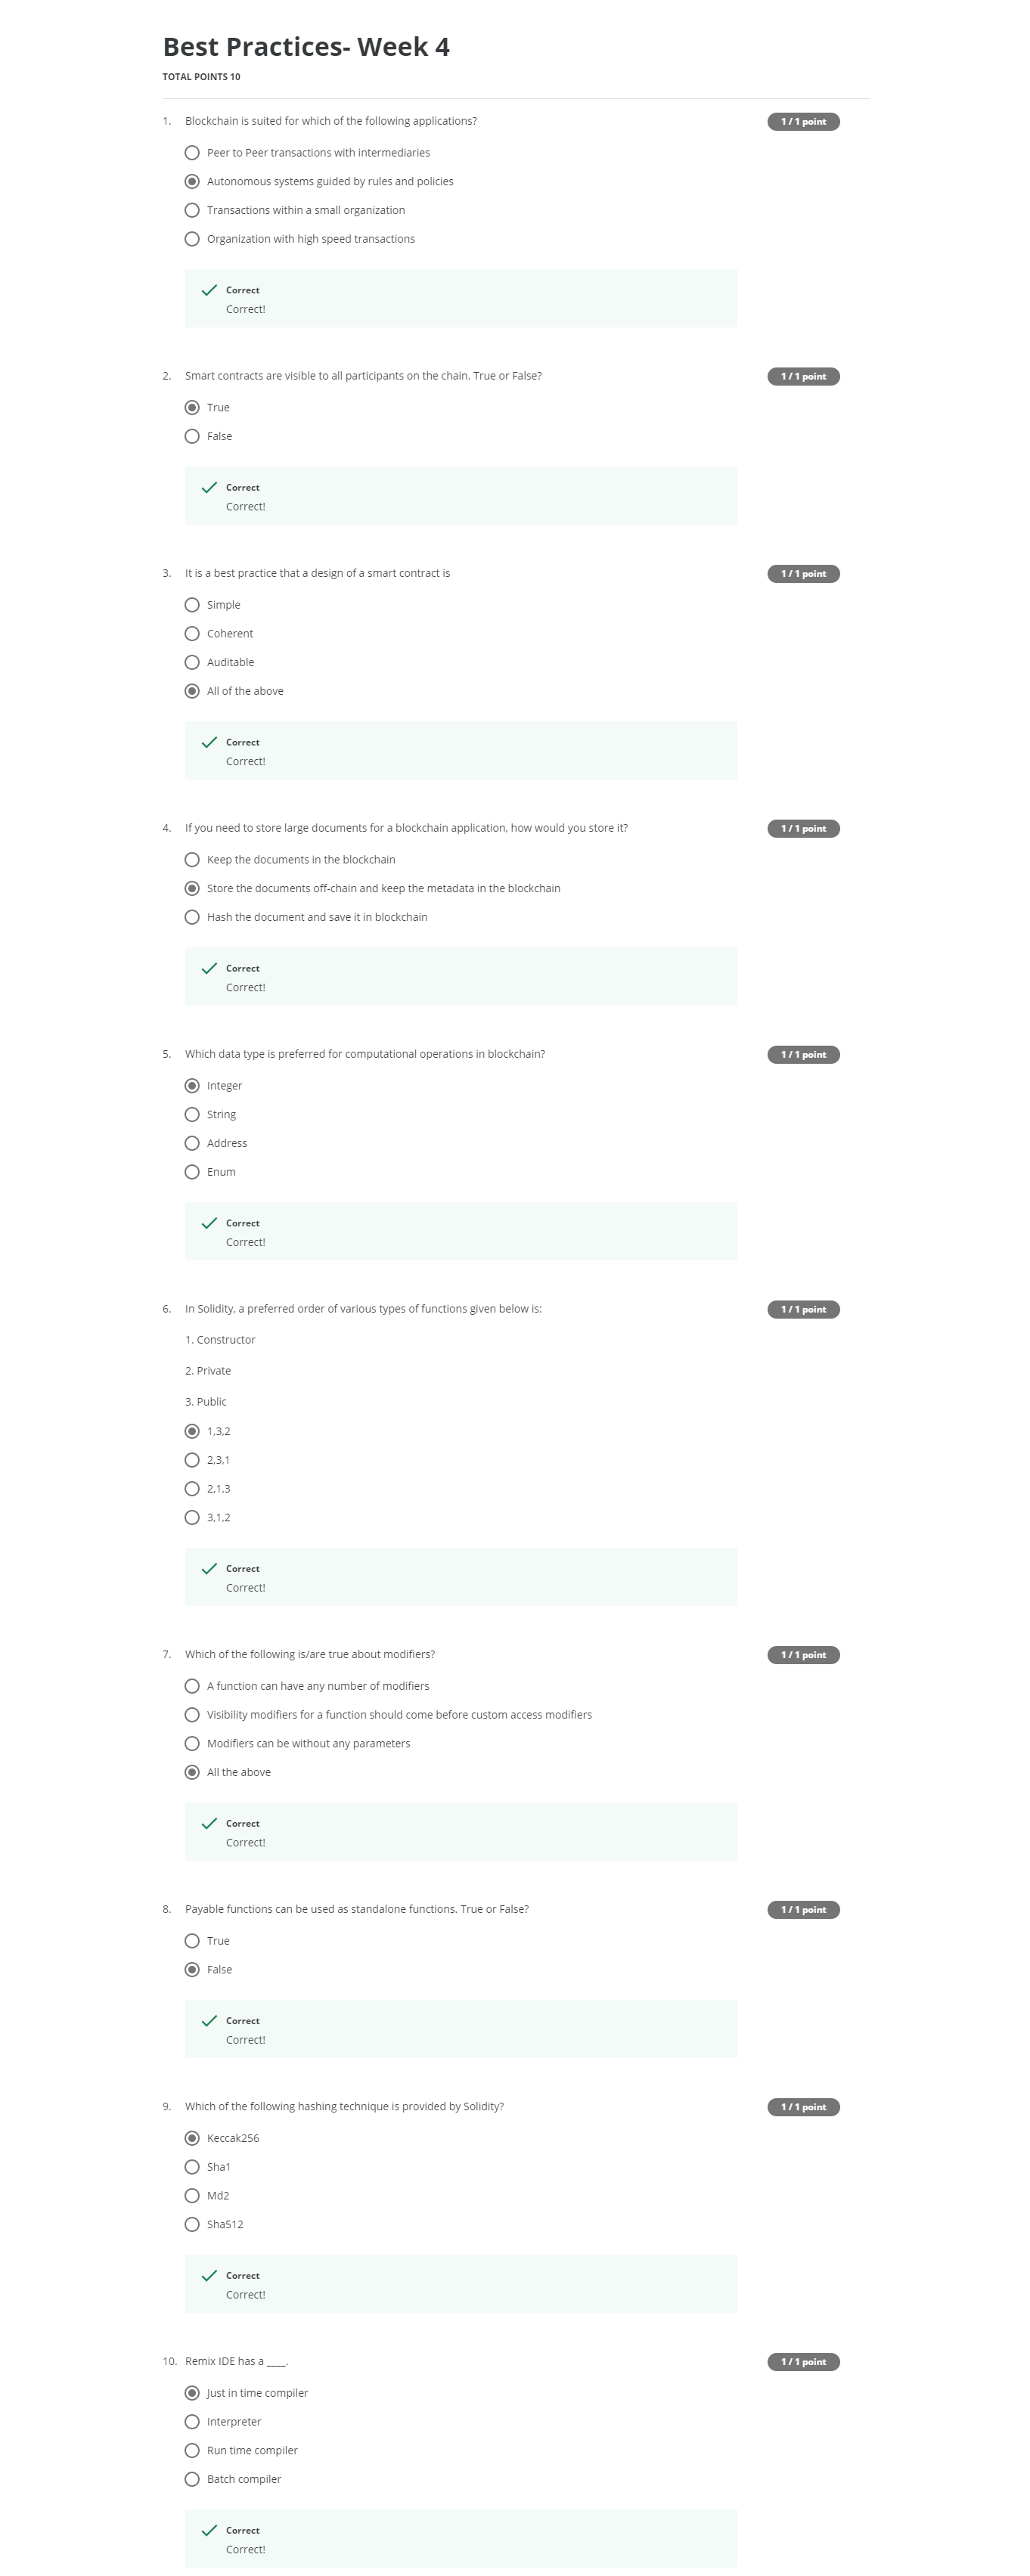 Best Practices- Week 4
TOTAL POINTS 10
1. Blockchain is suited for which of the following applications? 1 / 1 point
Peer to Peer transactions with intermediaries
Autonomous systems guided by rules and policies
Transactions within a small organization
Organization with high speed transactions
Correct
Correct!
2. Smart contracts are visible to all participants on the chain. True or False? 1 / 1 point
True
False
Correct
Correct!
3. It is a best practice that a design of a smart contract is 1 / 1 point
Simple
Coherent
Auditable
All of the above
Correct
Correct!
4. If you need to store large documents for a blockchain application, how would you store it? 1 / 1 point
Keep the documents in the blockchain
Store the documents off-chain and keep the metadata in the blockchain
Hash the document and save it in blockchain
Correct
Correct!
5. Which data type is preferred for computational operations in blockchain? 1 / 1 point
Integer
String
Address
Enum
Correct
Correct!
6. In Solidity, a preferred order of various types of functions given below is: 1 / 1 point
1. Constructor
2. Private
3. Public
1,3,2
2,3,1
2,1,3
3,1,2
Correct
Correct!
7. Which of the following is/are true about modifiers? 1 / 1 point
A function can have any number of modifiers
Visibility modifiers for a function should come before custom access modifiers
Modifiers can be without any parameters
All the above
Correct
Correct!
8. Payable functions can be used as standalone functions. True or False? 1 / 1 point
True
False
Correct
Correct!
9. Which of the following hashing technique is provided by Solidity? 1 / 1 point
Keccak256
Sha1
Md2
Sha512
Correct
Correct!
10. Remix IDE has a ____. 1 / 1 point
Just in time compiler
Interpreter
Run time compiler
Batch compiler
Correct
Correct!